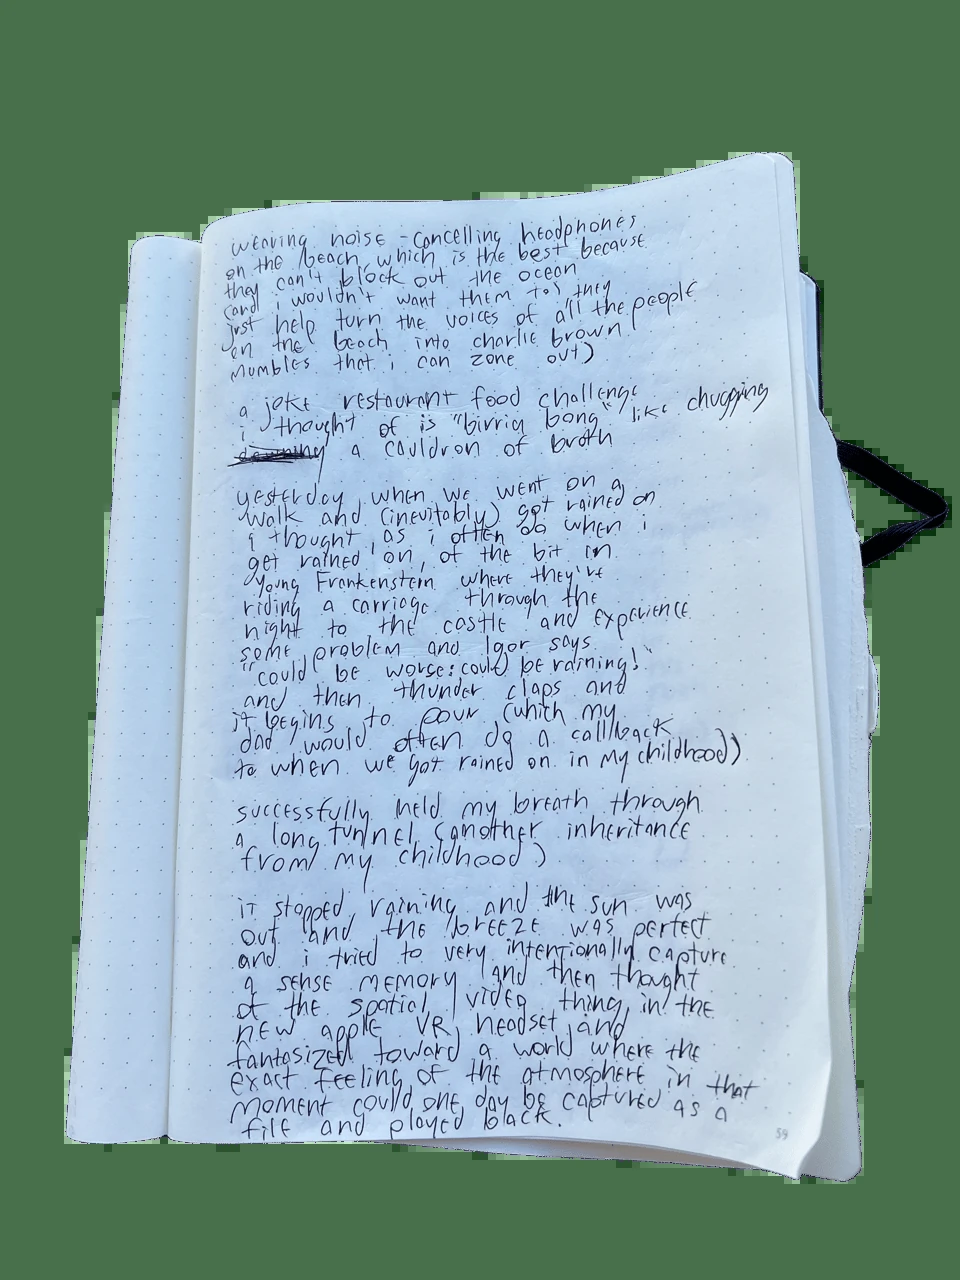 wearing noise-cancelling headphones
on the beach, which is the best because
they can't block out the ocean
(and i wouldn't want them to) they
just help turn the voices of all the people
on the beach into charlie brown
mumbles that i can zone out)
a joke restaurant food challenge
i thought of is "birria bong" like chugging
a cauldron of broth
yesterday, when we went on a
walk and (inevitably) got rained on
i thought, as i often do when i
get rained on, of the bit in
Young Frankenstein where they're
riding a carriage through the
night to the castle and experience
some problem and Igor says
"could be worse: could be raining!"
and then thunder claps and
it begins to pour (which my
dad would often do a callback
to when we got rained on in my childhood)
successfully held my breath through
a long tunnel (another inheritance
from my childhood)
it stopped raining and the sun was
out and the breeze was perfect
and i tried to very intentionally capture
a sense memory and then thought
of the spatial video thing in the
new apple VR headset and
fantasized toward a world where the
exact feeling of the atmosphere in that
moment could one day be captured as a
file and played black.
59